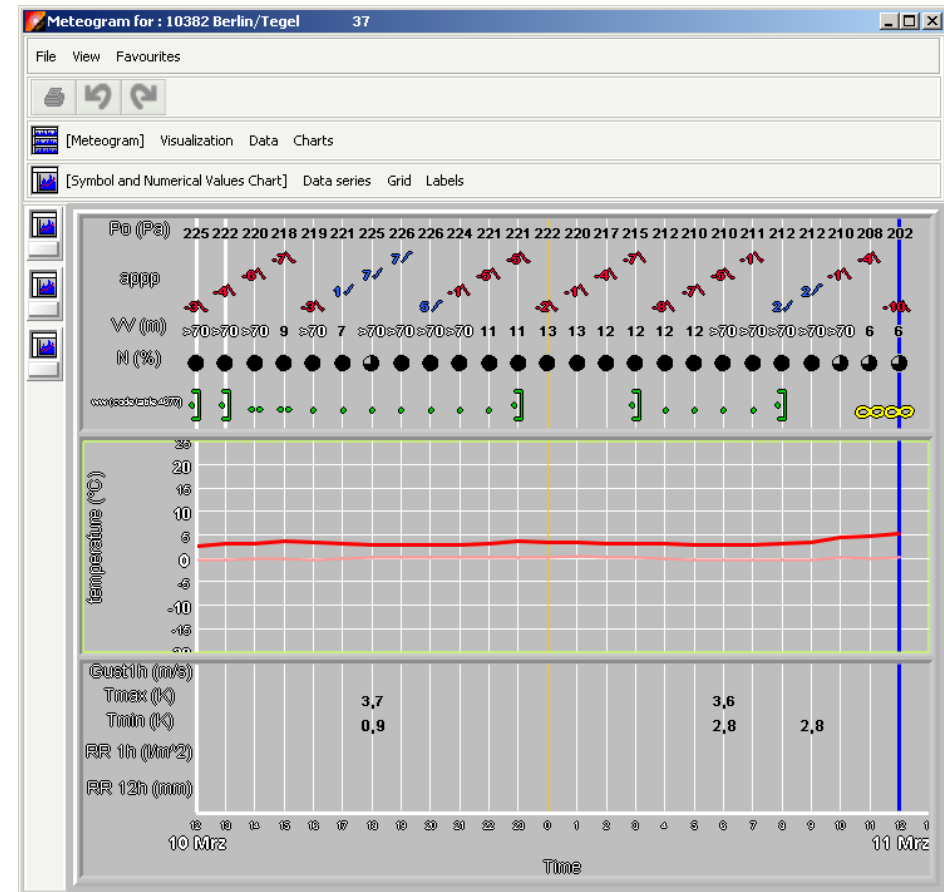 Meteogram for : 10382 Berlin/Tegel 37
File View Favourites
[Meteogram] Visualization Data Charts
[Symbol and Numerical Values Chart] Data series Grid Labels
Po (Pa) 225 222 220 218 219 221 225 226 226 224 221 221 222 220 217 215 212 210 210 211 212 212 210 208 202
appp -3 -4 -6 -7 -3 1 7 7 5 -1 -5 -6 -2 -1 -4 -7 -8 -7 -5 -1 2 2 -1 -4 -10
VV (m) >70 >70 >70 9 >70 7 >70 >70 >70 >70 11 11 13 13 12 12 12 12 >70 >70 >70 >70 >70 6 6
N (%)
25
20
15
10
5
0
-5
-10
-15
-20
temperature (°C)
Gust1h (m/s)
Tmax (K) 3,7 3,6
Tmin (K) 0,9 2,8 2,8
RR 1h (l/m^2)
RR 12h (mm)
12 13 14 15 16 17 18 19 20 21 22 23 0 1 2 3 4 5 6 7 8 9 10 11 12 1
10 Mrz 11 Mrz
Time